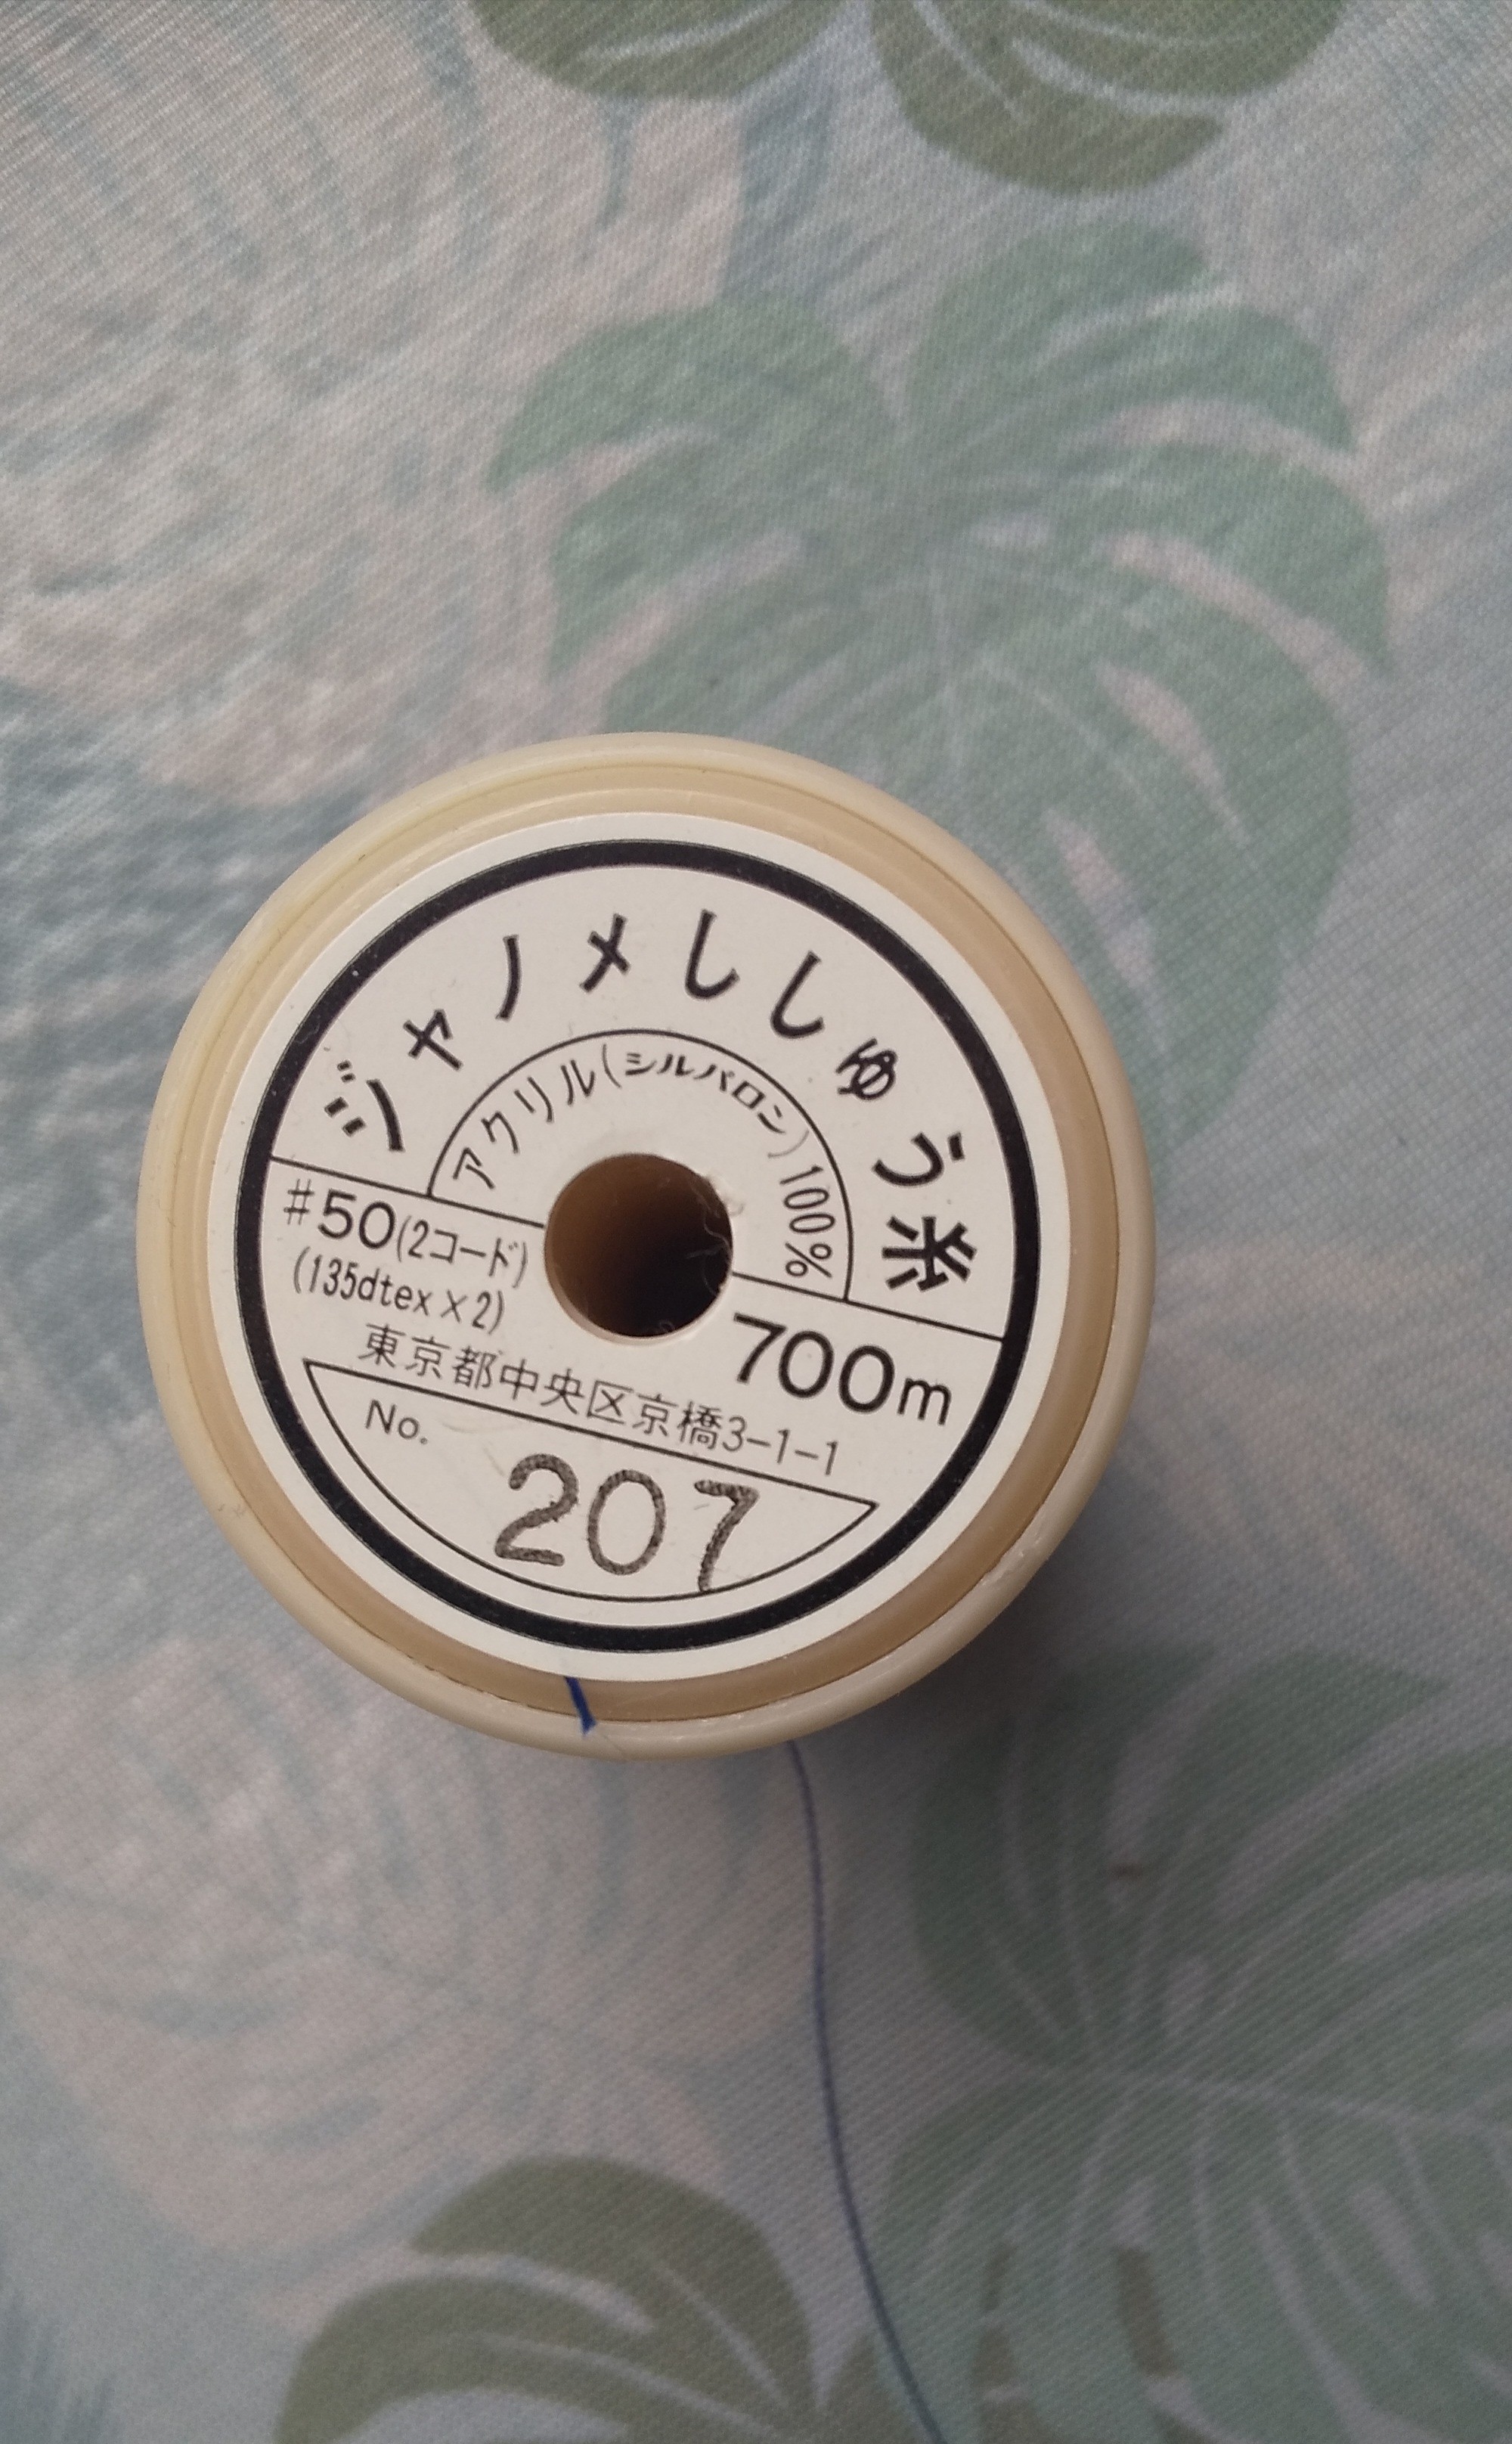 ジャノメししゅう糸
アクリル(シルパロン)100%
#50(2コード)
(135dtex×2)
700m
東京都中央区京橋3-1-1
No.
207